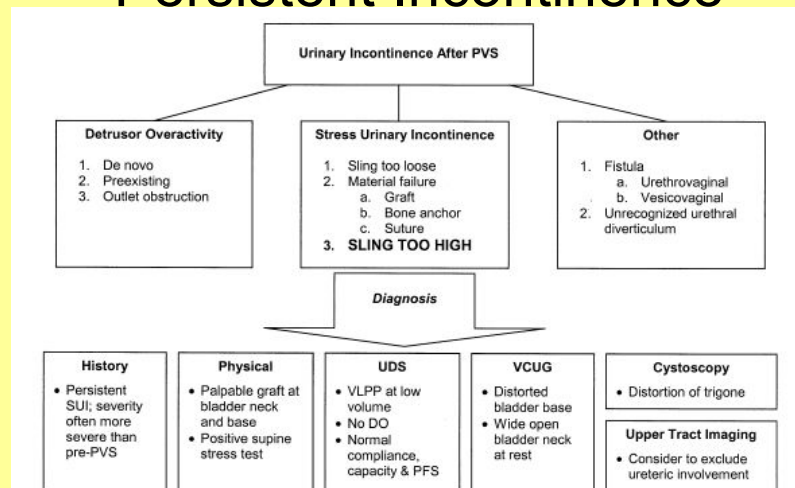 Persistent Incontinence
Urinary Incontinence After PVS
Detrusor Overactivity
1. De novo
2. Preexisting
3. Outlet obstruction
Stress Urinary Incontinence
1. Sling too loose
2. Material failure
a. Graft
b. Bone anchor
c. Suture
3. SLING TOO HIGH
Other
1. Fistula
a. Urethrovaginal
b. Vesicovaginal
2. Unrecognized urethral
diverticulum
Diagnosis
History
• Persistent
SUI; severity
often more
severe than
pre-PVS
Physical
• Palpable graft at
bladder neck
and base
• Positive supine
stress test
UDS
• VLPP at low
volume
• No DO
• Normal
compliance,
capacity & PFS
VCUG
• Distorted
bladder base
• Wide open
bladder neck
at rest
Cystoscopy
• Distortion of trigone
Upper Tract Imaging
• Consider to exclude
ureteric involvement